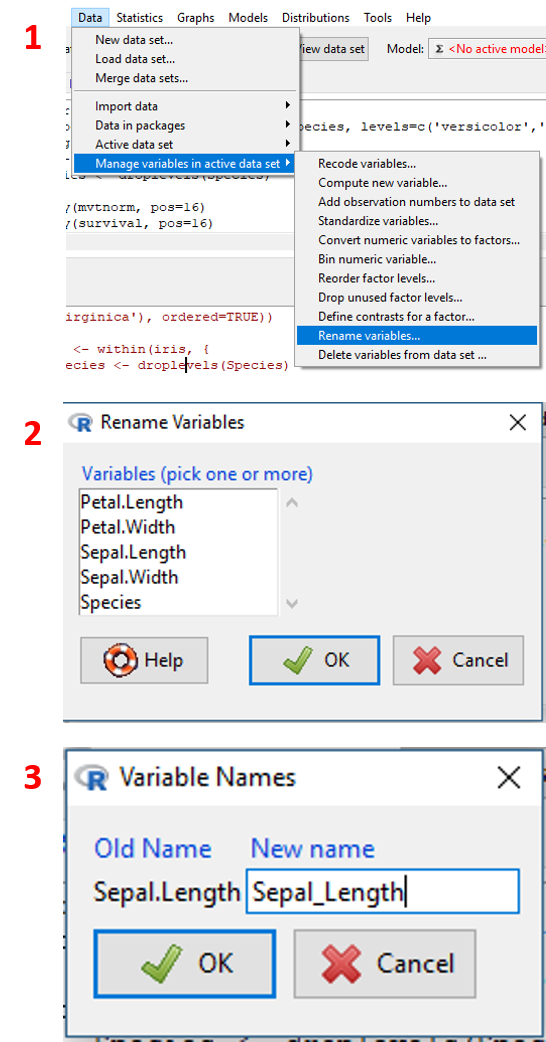 1
Data Statistics Graphs Models Distributions Tools Help
New data set...
Load data set...
Merge data sets...
View data set
Model: Σ <No active model>
Import data
Data in packages
Active data set
Manage variables in active data set
pecies, levels=c('versicolor','
<- droplevels(Species)
y(mvtnorm, pos=16)
y(survival, pos=16)
Recode variables...
Compute new variable...
Add observation numbers to data set
Standardize variables...
Convert numeric variables to factors...
Bin numeric variable...
Reorder factor levels...
Drop unused factor levels...
Define contrasts for a factor...
Rename variables...
Delete variables from data set ...
irginica'), ordered=TRUE))
<- within(iris, {
ecies <- droplevels(Species)
2
Rename Variables
Variables (pick one or more)
Petal.Length
Petal.Width
Sepal.Length
Sepal.Width
Species
Help OK Cancel
3
Variable Names
Old Name New name
Sepal.Length Sepal_Length
OK Cancel